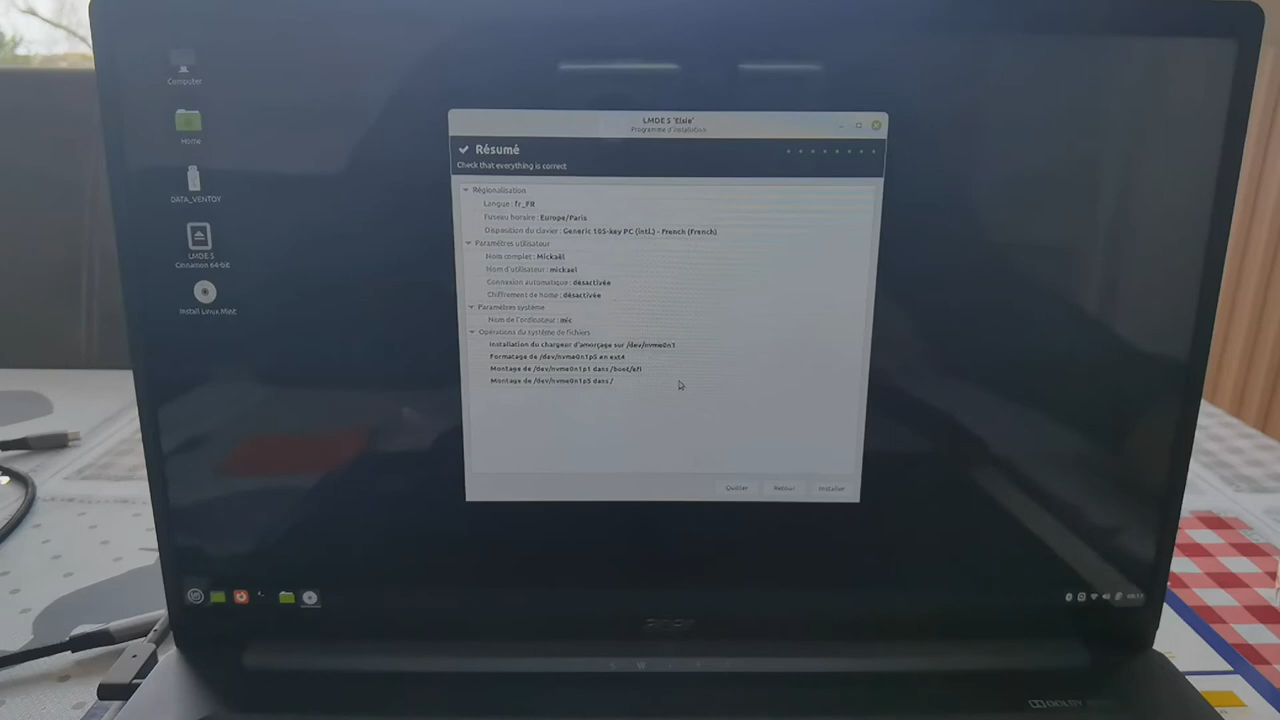 Computer
Home
DATA_VENTOY
LMDE 5
Cinnamon 64-bit
Install Linux Mint
LMDE 5 'Elsie'
Programme d'installation
Résumé
Check that everything is correct
Régionalisation
Langue : fr_FR
Fuseau horaire : Europe/Paris
Disposition du clavier : Generic 105-key PC (intl.) - French (French)
Paramètres utilisateur
Nom complet : Mickaël
Nom d'utilisateur : mickael
Connexion automatique : désactivée
Chiffrement de home : désactivée
Paramètres système
Nom de l'ordinateur : mic
Opérations du système de fichiers
Installation du chargeur d'amorçage sur /dev/nvme0n1
Formatage de /dev/nvme0n1p5 en ext4
Montage de /dev/nvme0n1p1 dans /boot/efi
Montage de /dev/nvme0n1p5 dans /
Quitter
Retour
Installer
acer
DOLBY